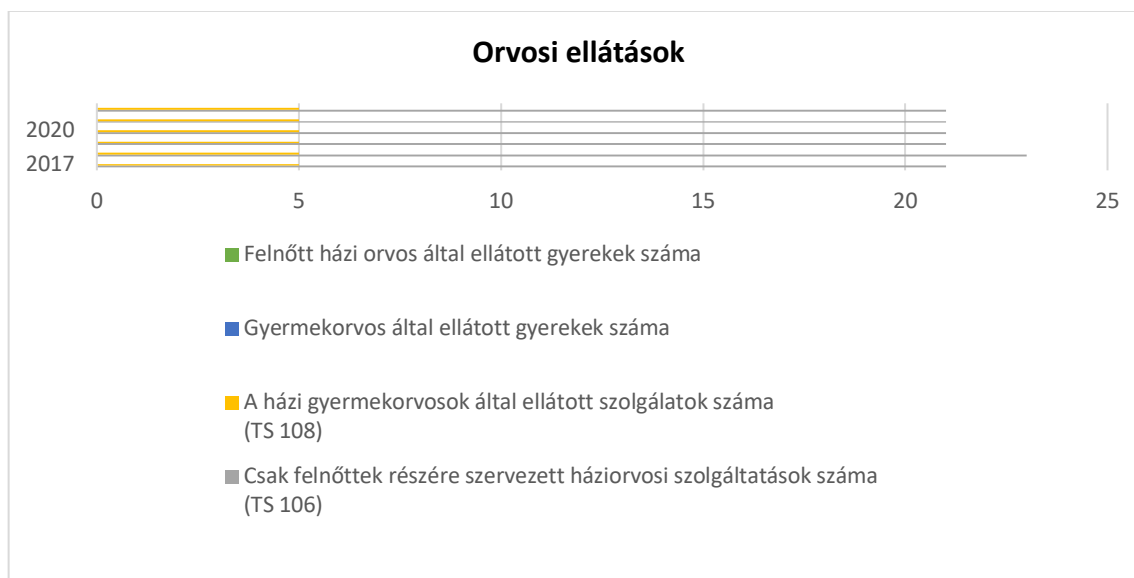 Orvosi ellátások
2020
2017
0 5 10 15 20 25
Felnőtt házi orvos által ellátott gyerekek száma
Gyermekorvos által ellátott gyerekek száma
A házi gyermekorvosok által ellátott szolgálatok száma
(TS 108)
Csak felnőttek részére szervezett háziorvosi szolgáltatások száma
(TS 106)